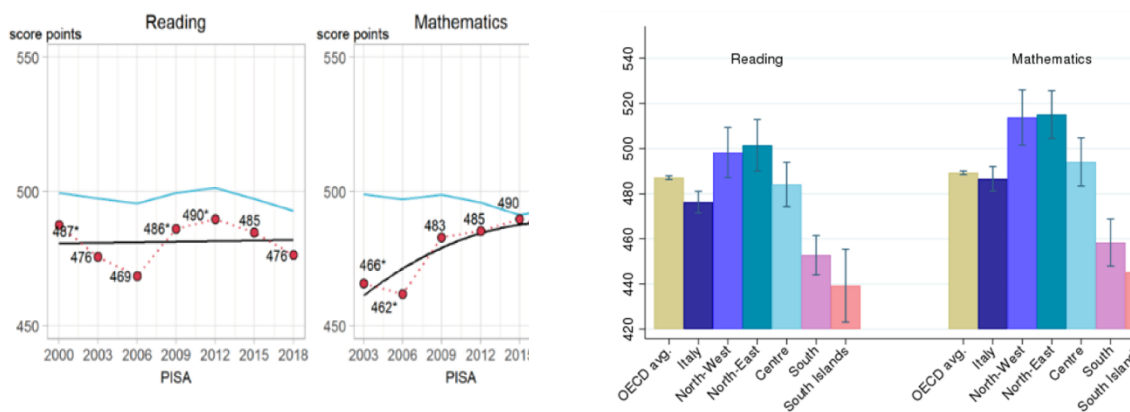 Reading
score points
550
500
450
487*
476
469
486*
490*
485
476
2000 2003 2006 2009 2012 2015 2018
PISA
Mathematics
score points
550
500
450
466*
462*
483
485
490
2003 2006 2009 2012 2015
PISA
Reading
Mathematics
540
520
500
480
460
440
420
OECD avg.
Italy
North-West
North-East
Centre
South
South Islands
OECD avg.
Italy
North-West
North-East
Centre
South
South Islands